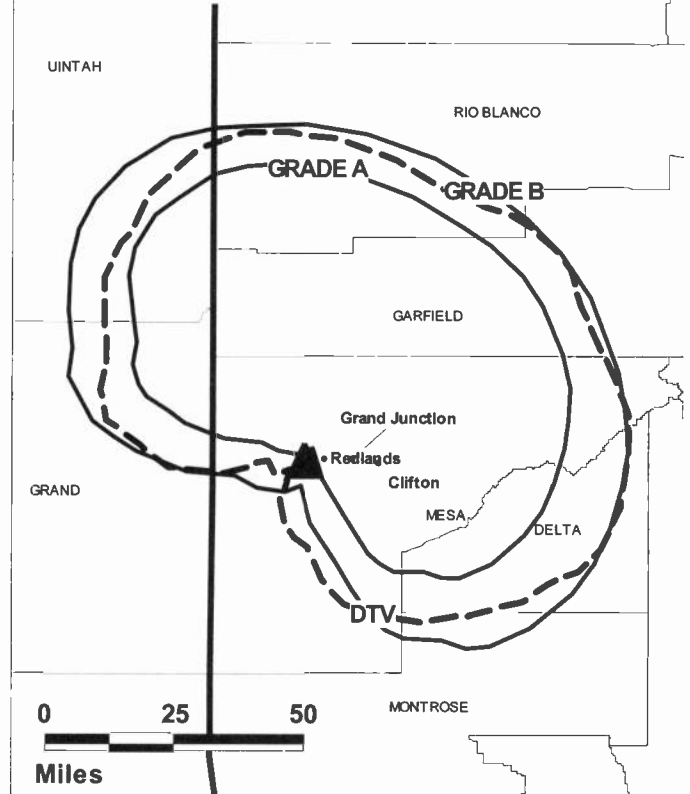 UINTAH
RIO BLANCO
GRADE A
GRADE B
GARFIELD
Grand Junction
Redlands
Clifton
GRAND
MESA
DELTA
DTV
MONTROSE
0 25 50
Miles